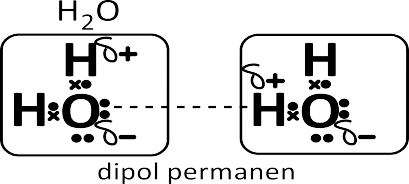 H₂O
H δ+ H
δ+
H O H O
δ− δ−
dipol permanen